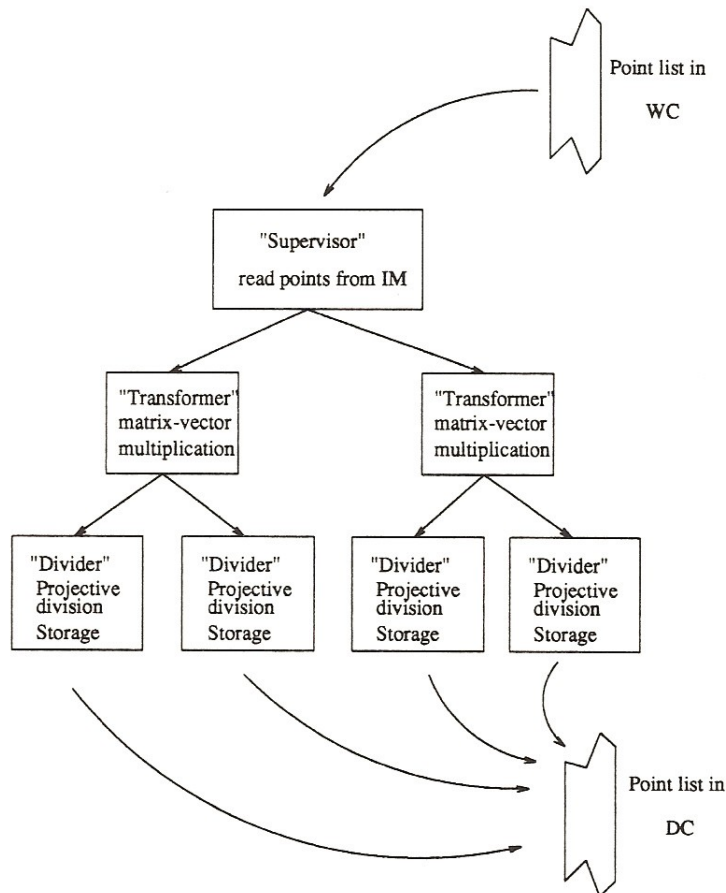 Point list in
WC
"Supervisor"
read points from IM
"Transformer"
matrix-vector
multiplication
"Transformer"
matrix-vector
multiplication
"Divider"
Projective
division
Storage
"Divider"
Projective
division
Storage
"Divider"
Projective
division
Storage
"Divider"
Projective
division
Storage
Point list in
DC